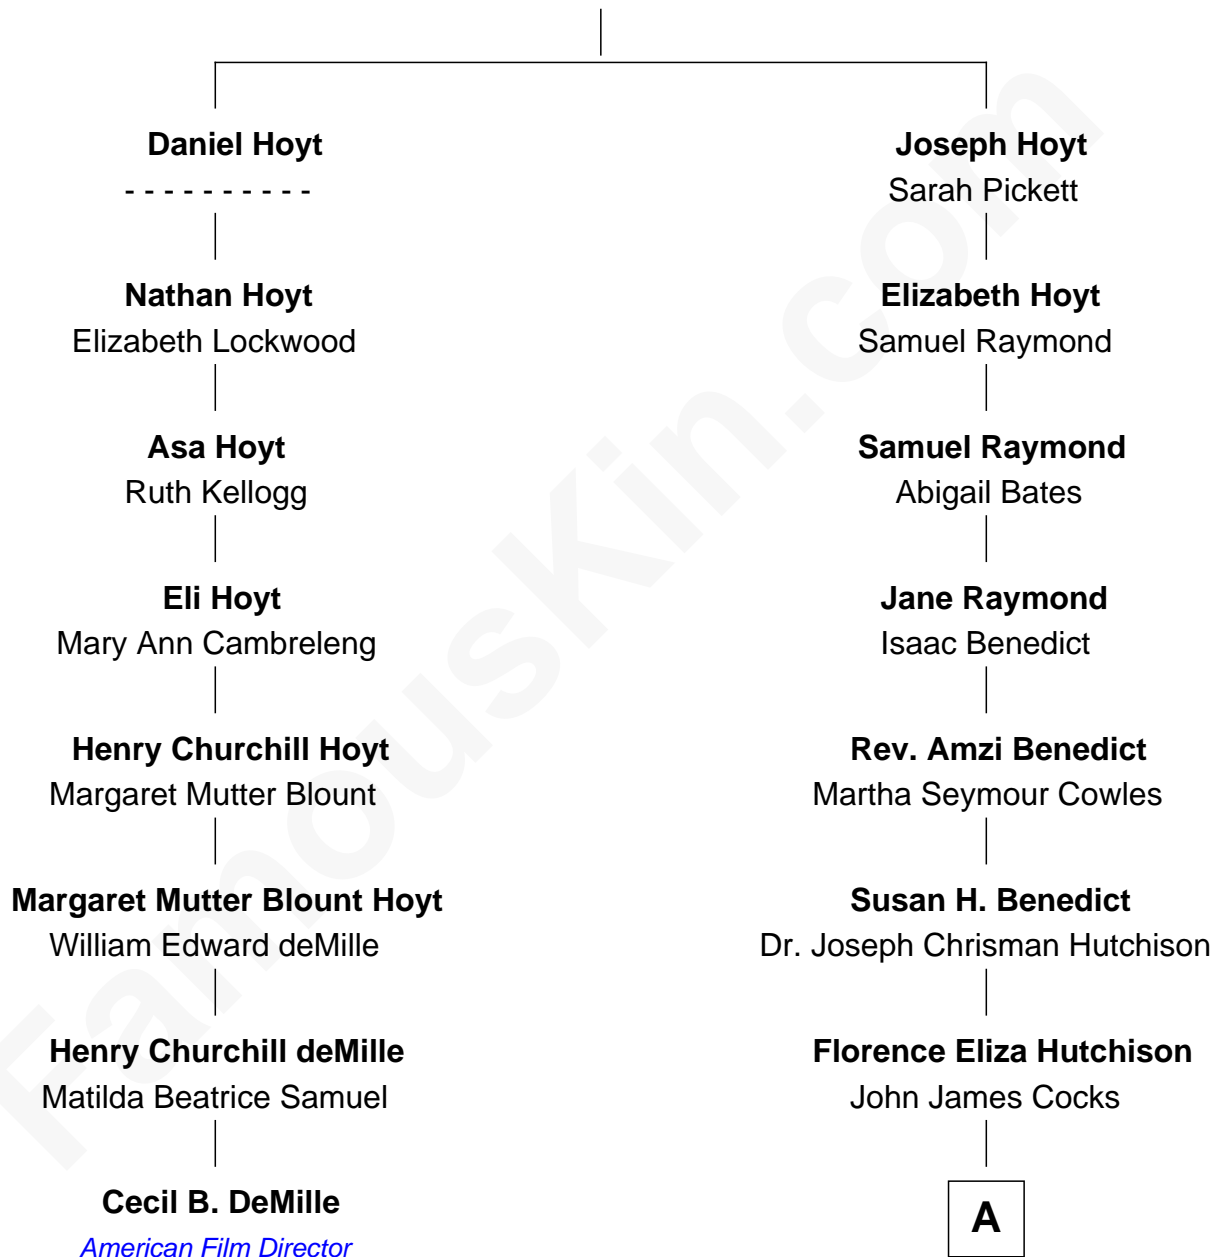 Daniel Hoyt
- - - - - - - - - -
Nathan Hoyt
Elizabeth Lockwood
Asa Hoyt
Ruth Kellogg
Eli Hoyt
Mary Ann Cambreleng
Henry Churchill Hoyt
Margaret Mutter Blount
Margaret Mutter Blount Hoyt
William Edward deMille
Henry Churchill deMille
Matilda Beatrice Samuel
Cecil B. DeMille
American Film Director
Joseph Hoyt
Sarah Pickett
Elizabeth Hoyt
Samuel Raymond
Samuel Raymond
Abigail Bates
Jane Raymond
Isaac Benedict
Rev. Amzi Benedict
Martha Seymour Cowles
Susan H. Benedict
Dr. Joseph Chrisman Hutchison
Florence Eliza Hutchison
John James Cocks
A
FamousKin.com